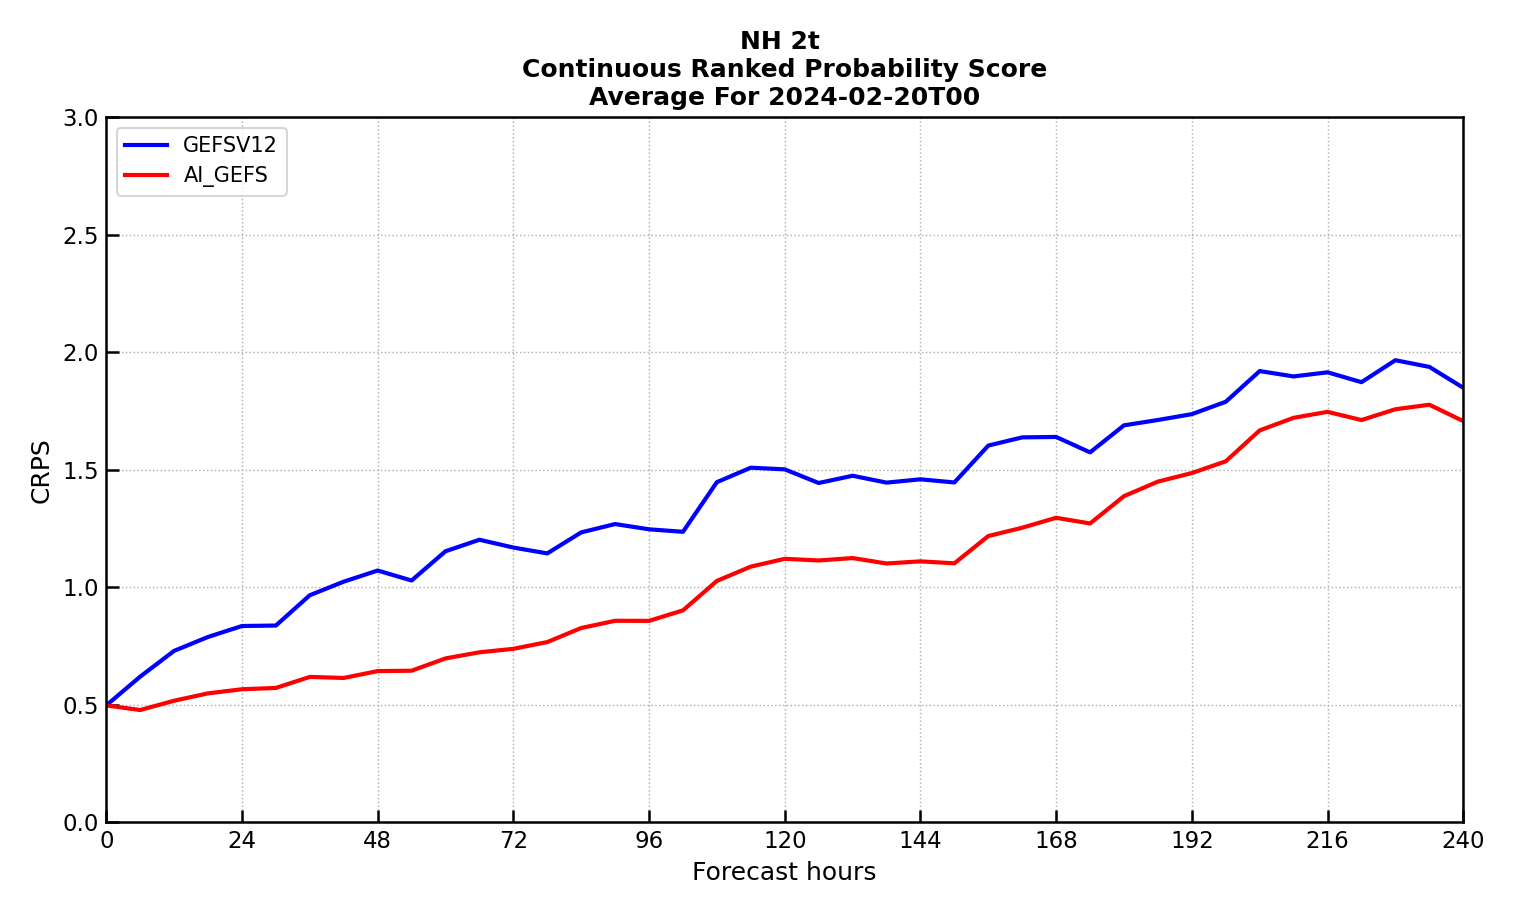 NH 2t
Continuous Ranked Probability Score
Average For 2024-02-20T00
3.0
2.5
2.0
1.5
1.0
0.5
0.0
CRPS
GEFSV12
AI_GEFS
0 24 48 72 96 120 144 168 192 216 240
Forecast hours